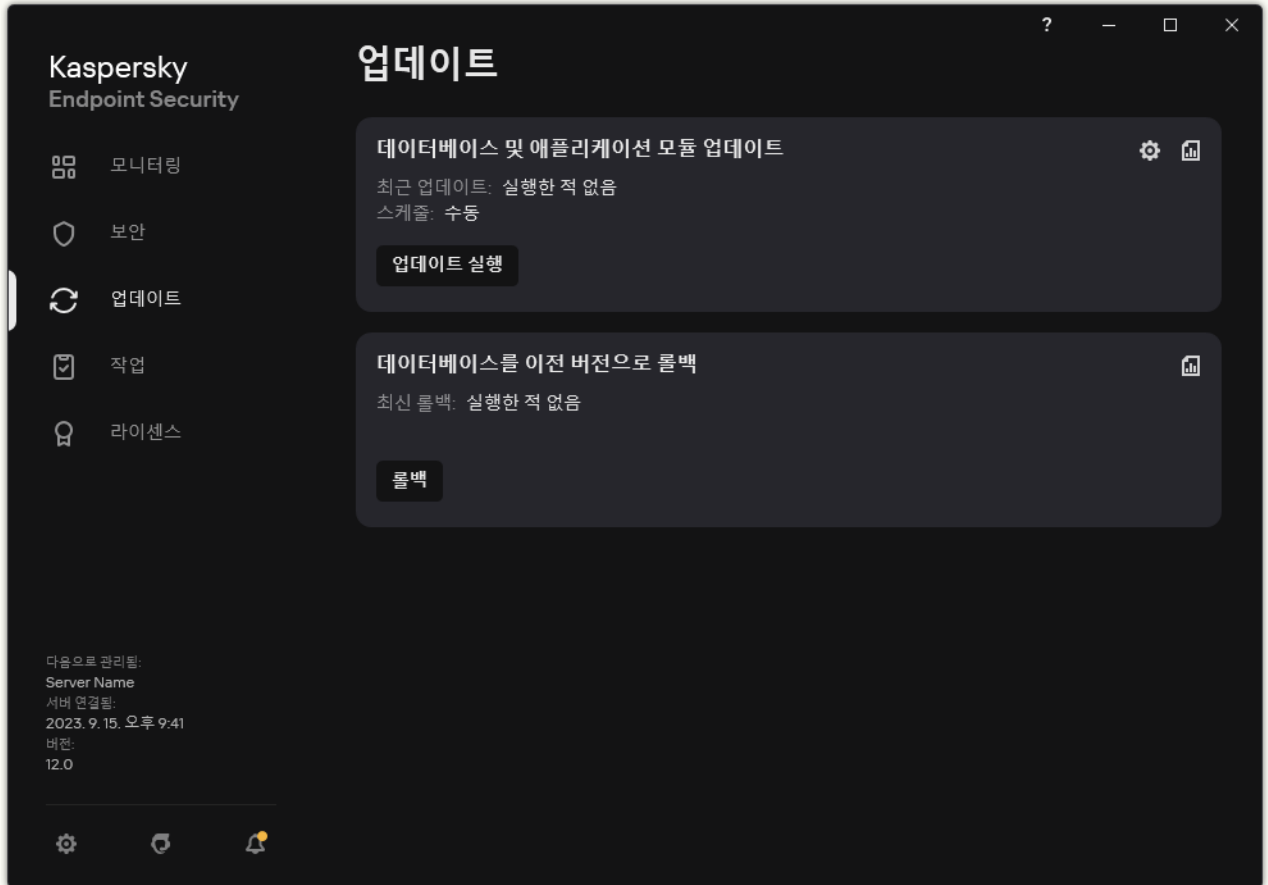 Kaspersky
Endpoint Security
모니터링
보안
업데이트
작업
라이센스
다음으로 관리됨:
Server Name
서버 연결됨:
2023. 9. 15. 오후 9:41
버전:
12.0
?
업데이트
데이터베이스 및 애플리케이션 모듈 업데이트
최근 업데이트: 실행한 적 없음
스케줄: 수동
업데이트 실행
데이터베이스를 이전 버전으로 롤백
최신 롤백: 실행한 적 없음
롤백